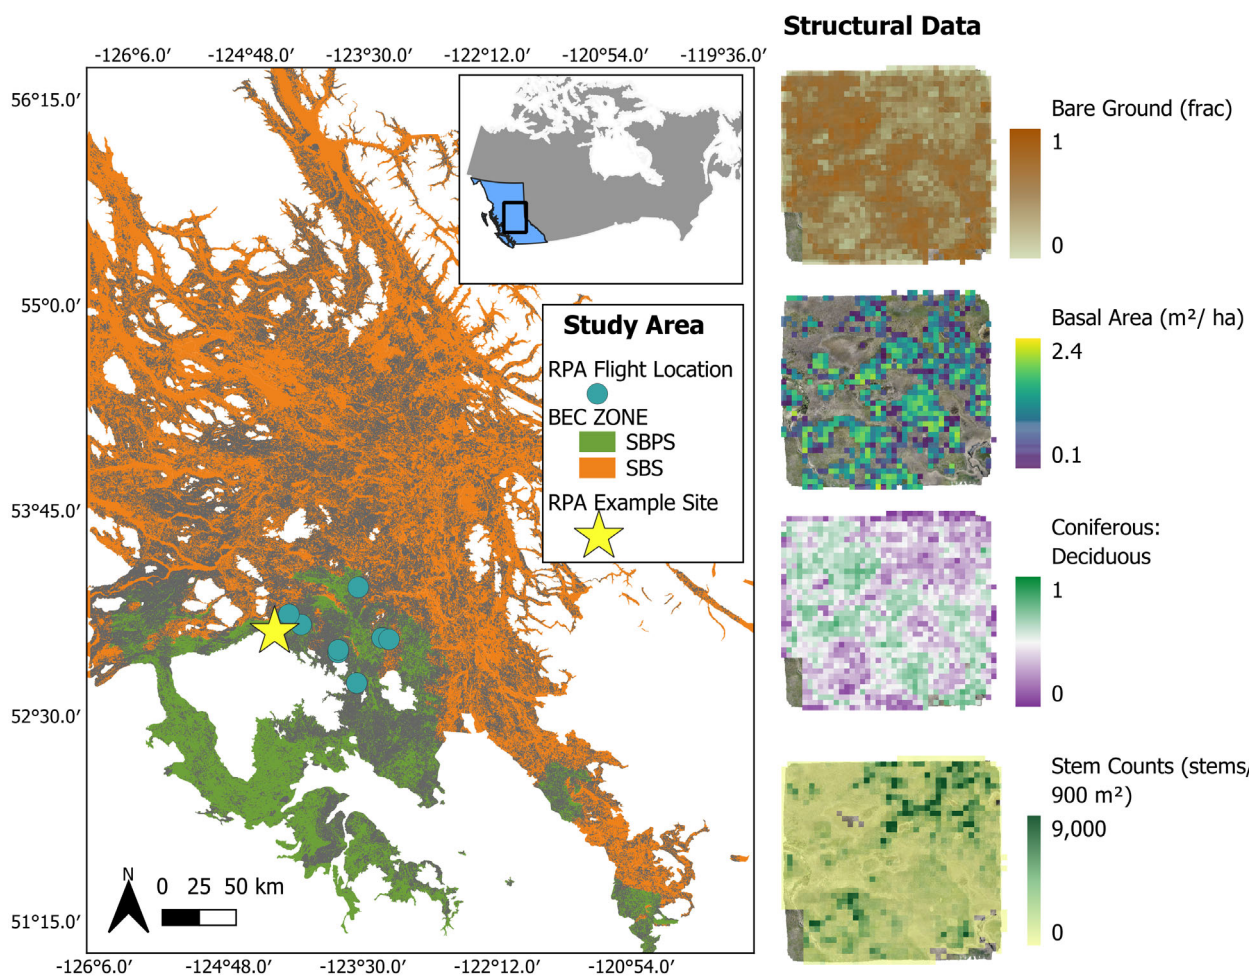 Structural Data
-126°6.0′ -124°48.0′ -123°30.0′ -122°12.0′ -120°54.0′ -119°36.0′
56°15.0′
55°0.0′
53°45.0′
52°30.0′
51°15.0′
Study Area
RPA Flight Location
BEC ZONE
SBPS
SBS
RPA Example Site
N
0 25 50 km
-126°6.0′ -124°48.0′ -123°30.0′ -122°12.0′ -120°54.0′
Bare Ground (frac)
1
0
Basal Area (m²/ ha)
2.4
0.1
Coniferous:
Deciduous
1
0
Stem Counts (stems/
900 m²)
9,000
0